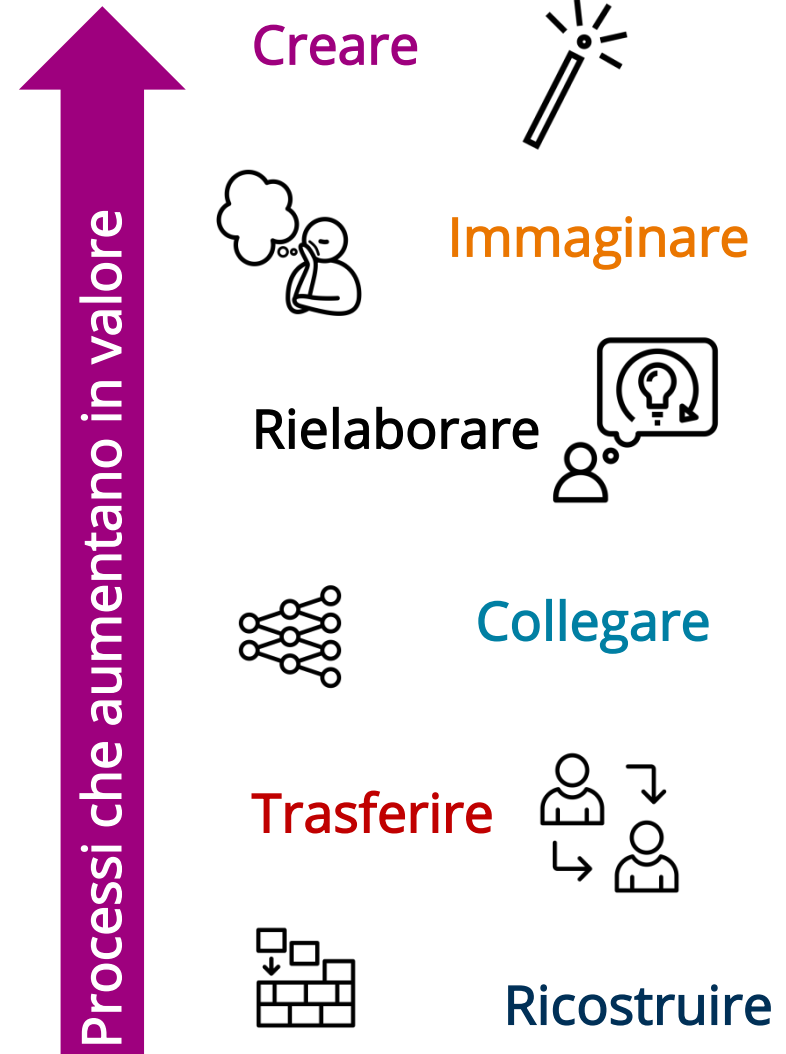 Creare
Immaginare
Rielaborare
Collegare
Trasferire
Ricostruire
Processi che aumentano in valore